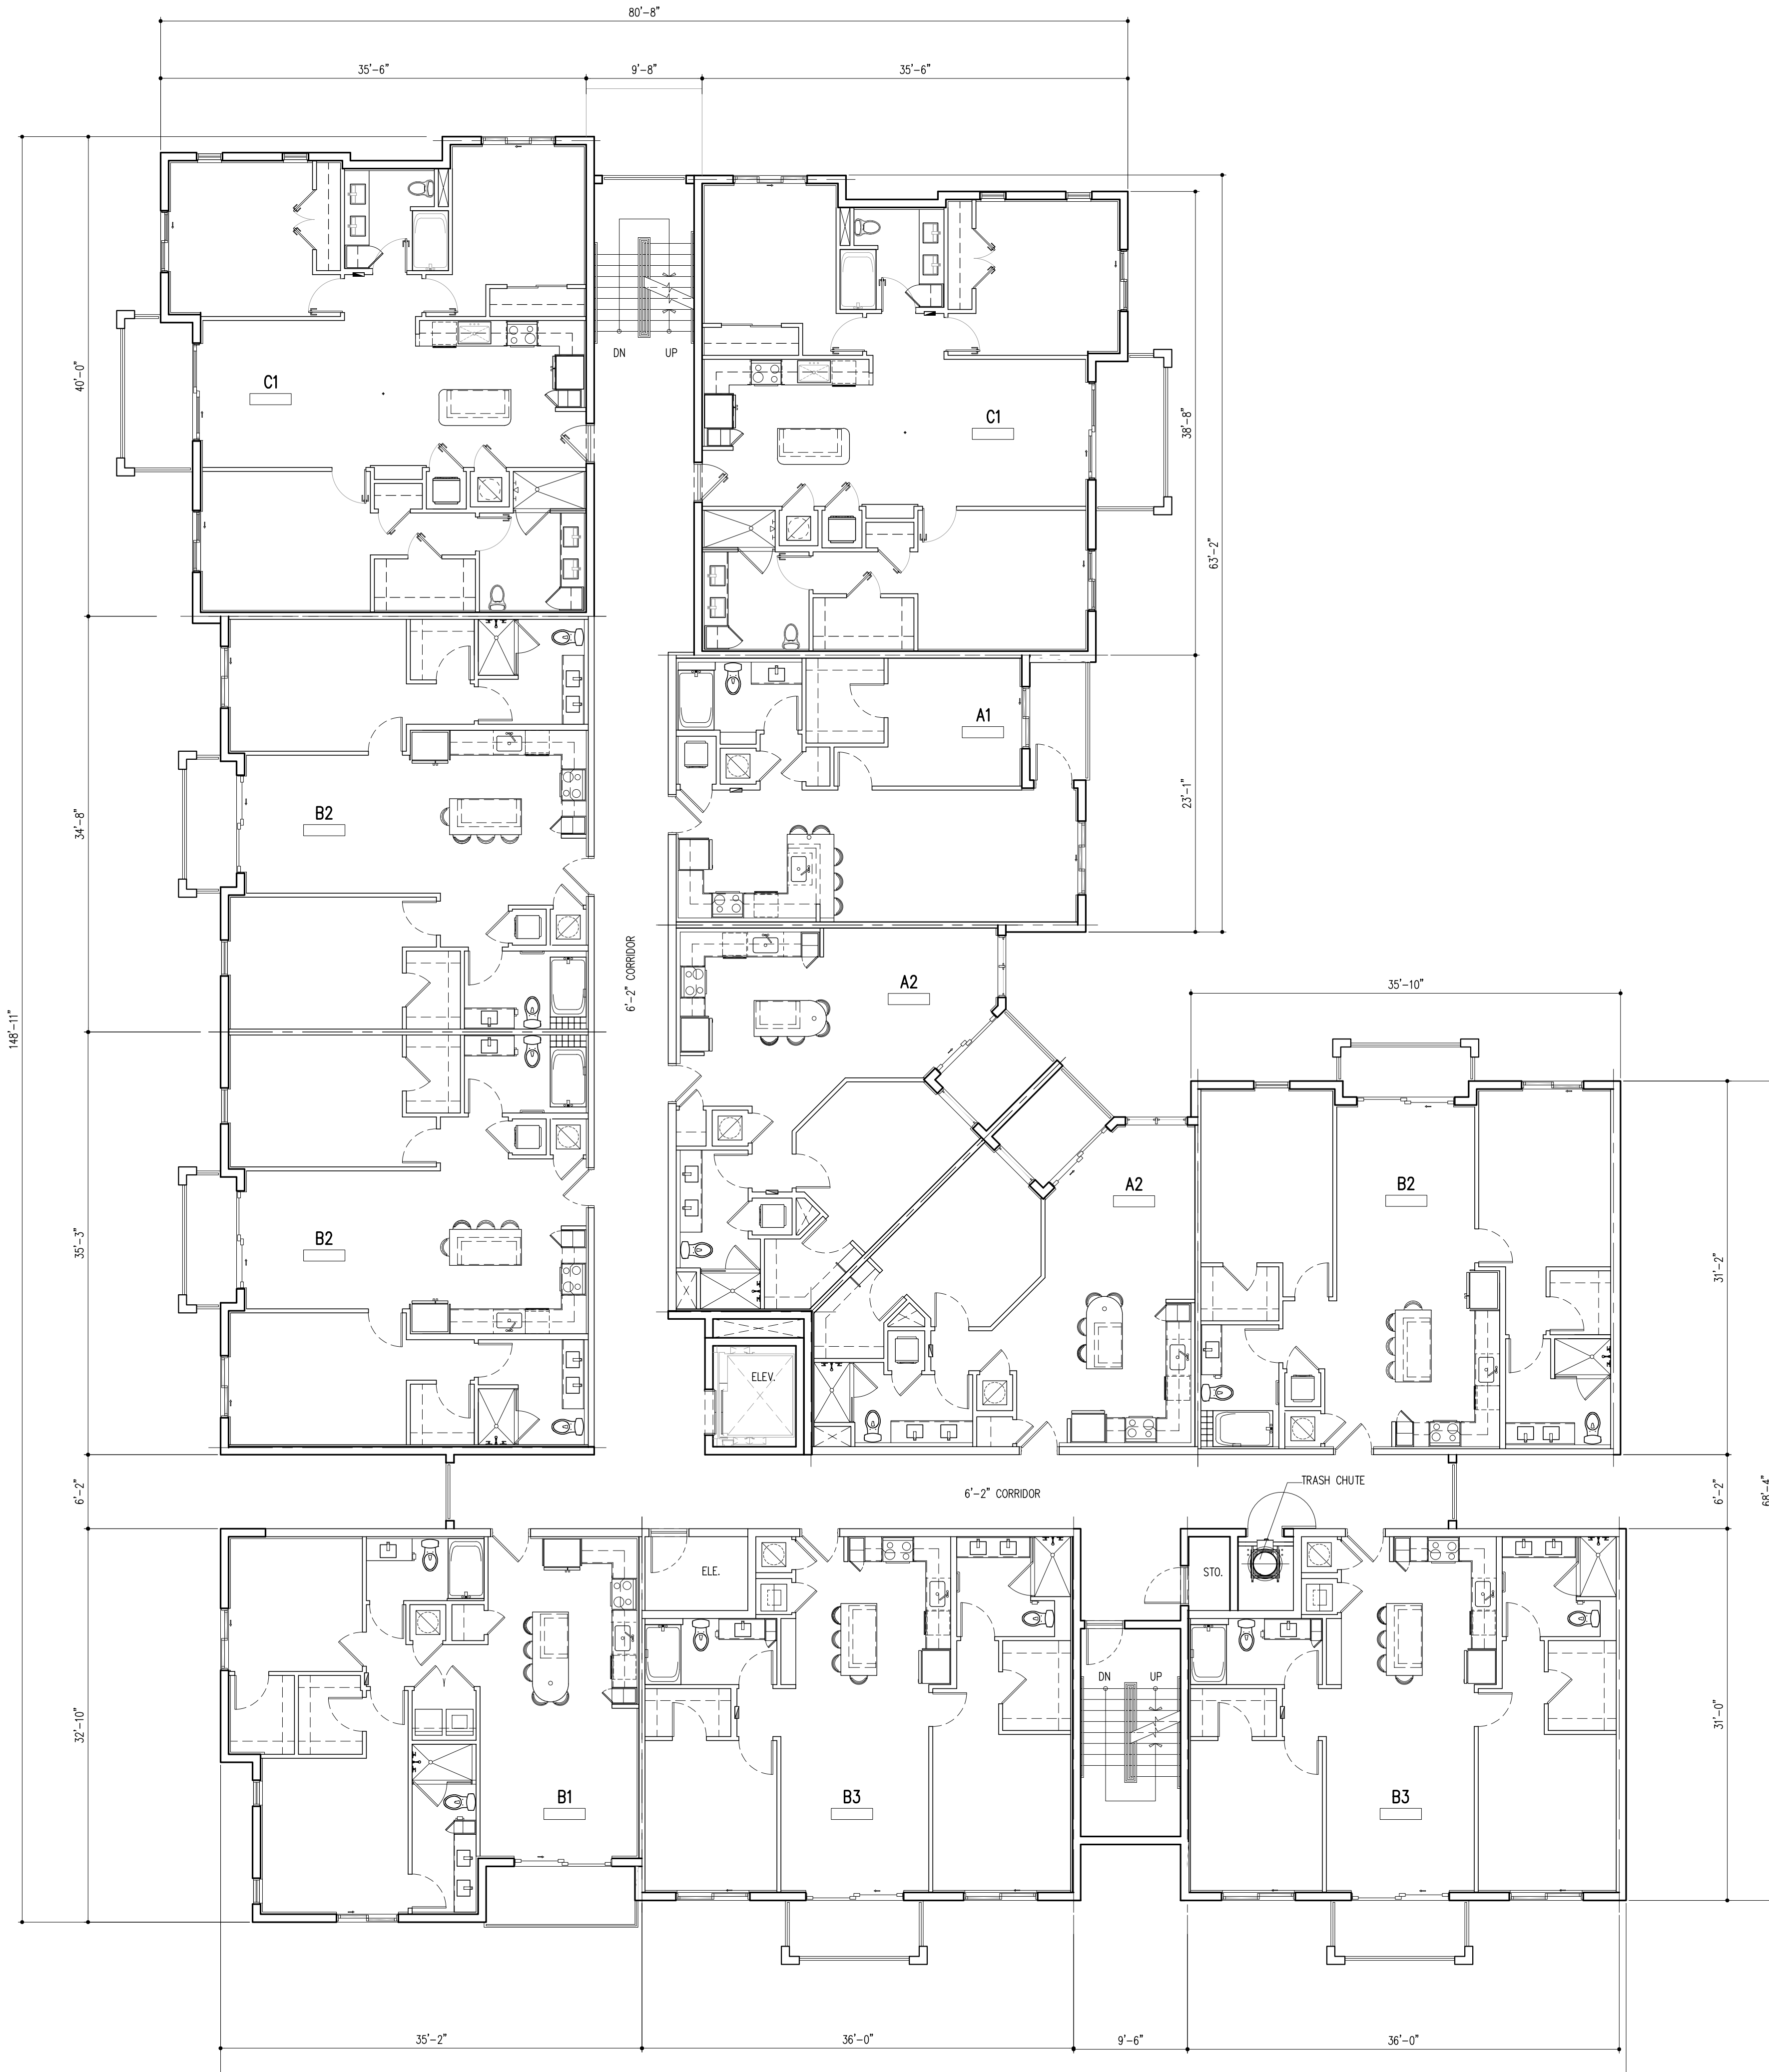 80'-8"
35'-6"
9'-8"
35'-6"
DN
UP
40'-0"
C1
C1
38'-8"
63'-2"
A1
23'-1"
34'-8"
B2
6'-2" CORRIDOR
A2
148'-11"
35'-10"
A2
B2
35'-3"
B2
31'-2"
ELEV.
6'-2"
6'-2" CORRIDOR
TRASH CHUTE
6'-2"
68'-4"
ELE.
STO.
DN
UP
32'-10"
31'-0"
B1
B3
B3
35'-2"
36'-0"
9'-6"
36'-0"